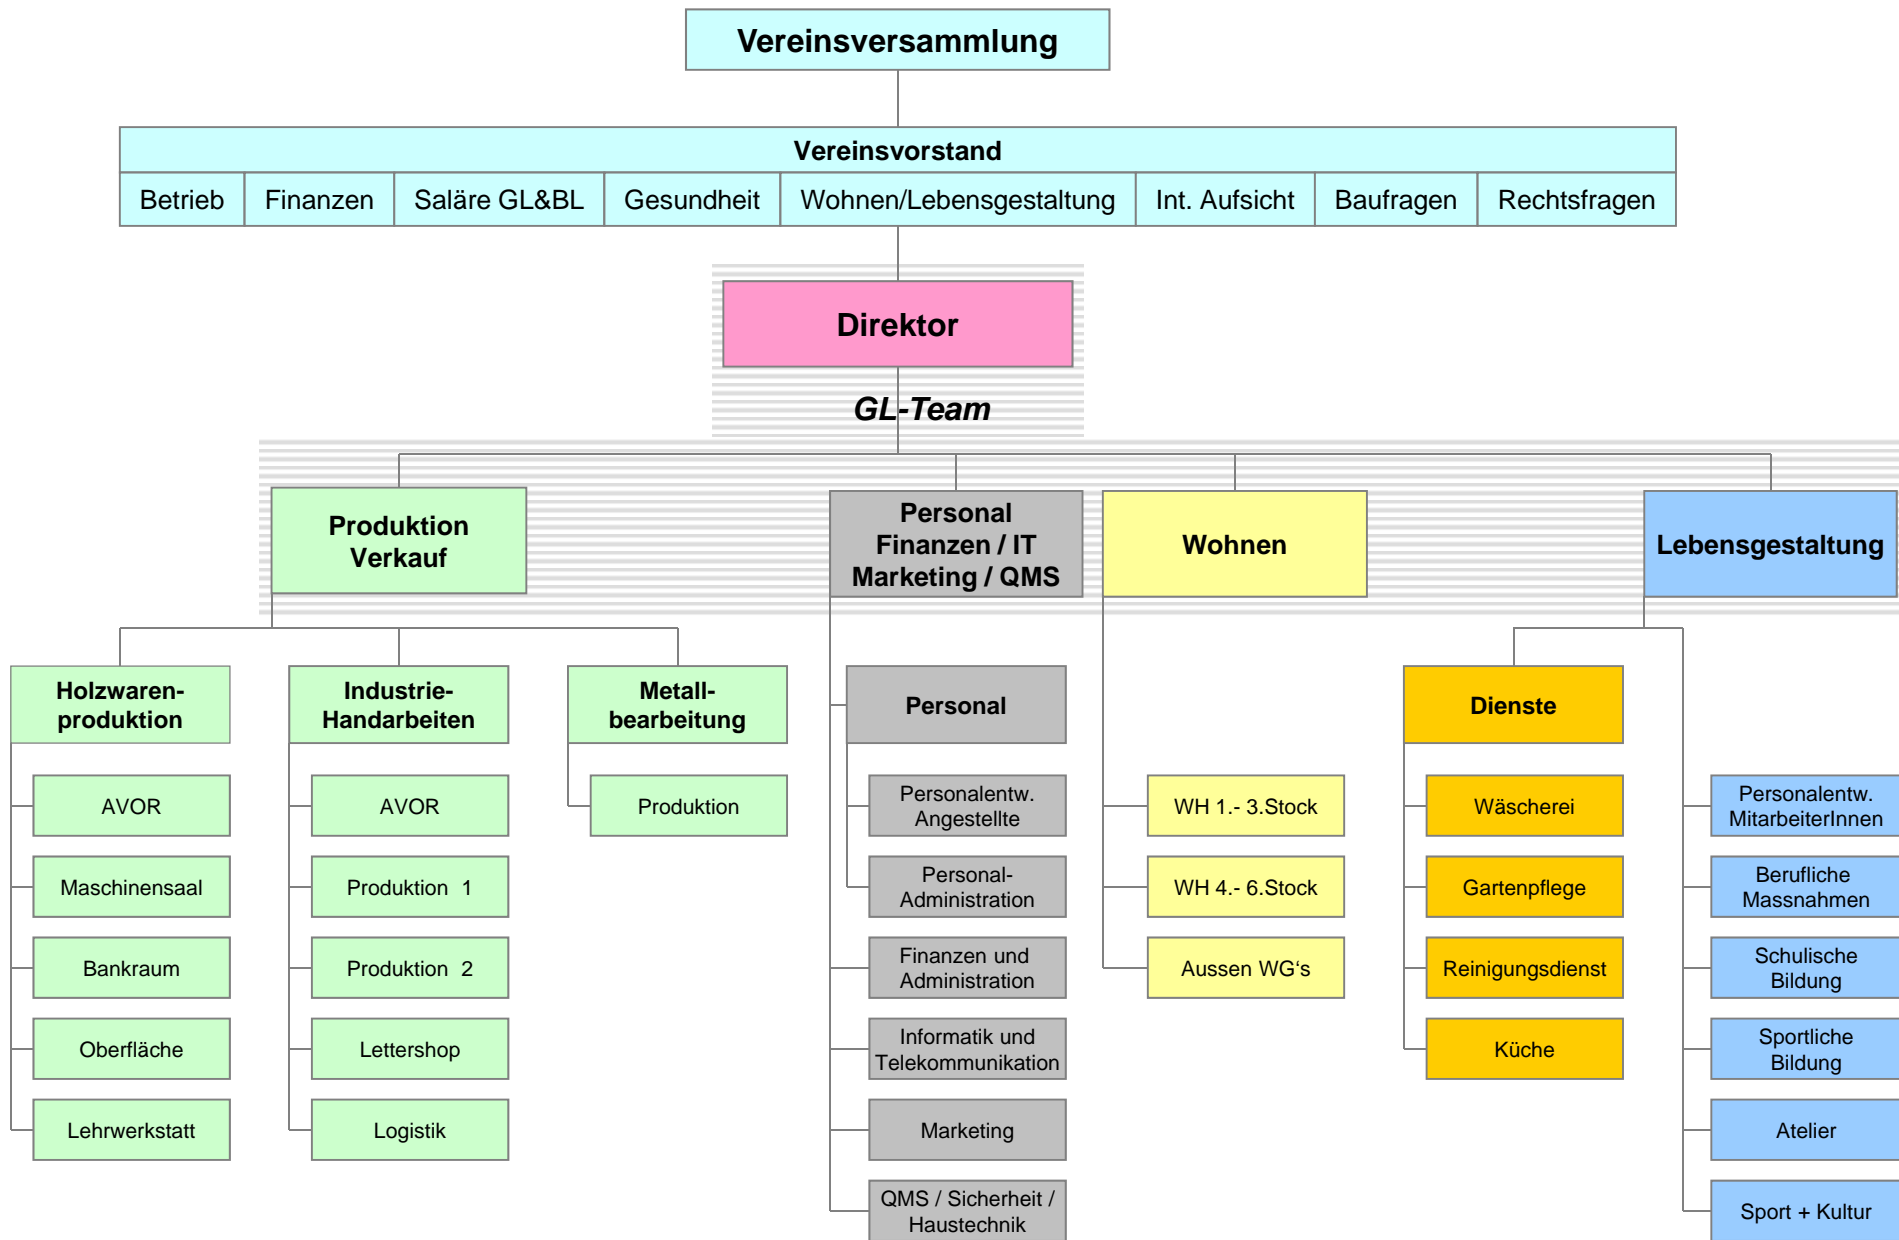 Vereinsversammlung
Vereinsvorstand
Betrieb
Finanzen
Saläre GL&BL
Gesundheit
Wohnen/Lebensgestaltung
Int. Aufsicht
Baufragen
Rechtsfragen
Direktor
GL-Team
Produktion
Verkauf
Personal
Finanzen / IT
Marketing / QMS
Wohnen
Lebensgestaltung
Holzwaren-
produktion
Industrie-
Handarbeiten
Metall-
bearbeitung
Personal
Dienste
AVOR
Maschinensaal
Bankraum
Oberfläche
Lehrwerkstatt
AVOR
Produktion 1
Produktion 2
Lettershop
Logistik
Produktion
Personalentw.
Angestellte
Personal-
Administration
Finanzen und
Administration
Informatik und
Telekommunikation
Marketing
QMS / Sicherheit /
Haustechnik
WH 1.- 3.Stock
WH 4.- 6.Stock
Aussen WG‘s
Wäscherei
Gartenpflege
Reinigungsdienst
Küche
Personalentw.
MitarbeiterInnen
Berufliche
Massnahmen
Schulische
Bildung
Sportliche
Bildung
Atelier
Sport + Kultur